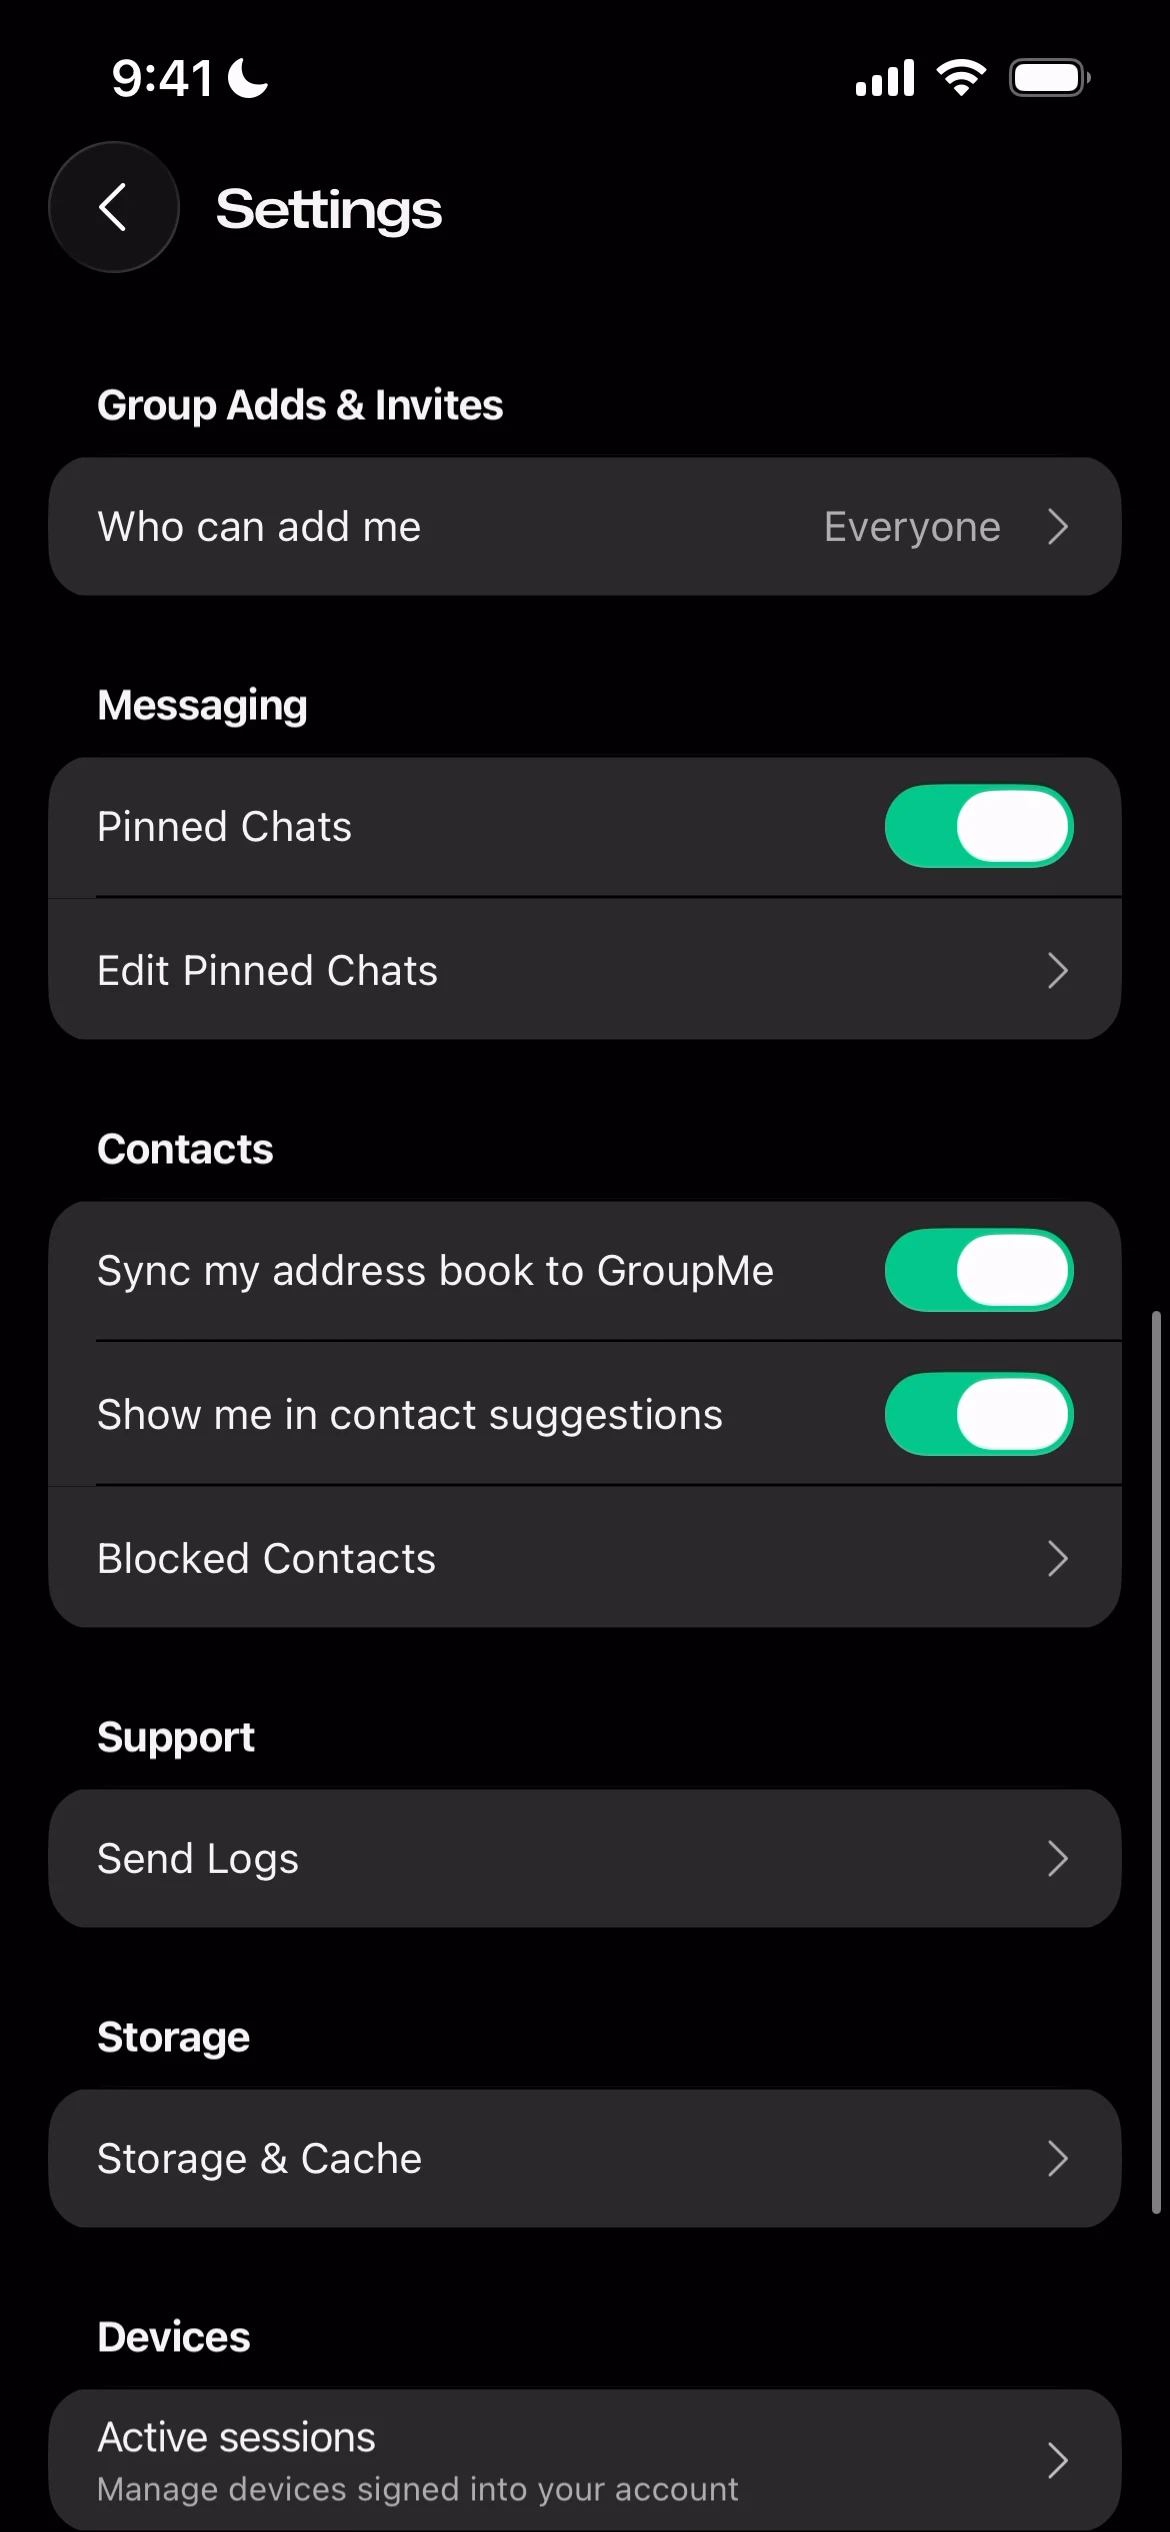 9:41
Settings
Group Adds & Invites
Who can add me
Everyone
Messaging
Pinned Chats
Edit Pinned Chats
Contacts
Sync my address book to GroupMe
Show me in contact suggestions
Blocked Contacts
Support
Send Logs
Storage
Storage & Cache
Devices
Active sessions
Manage devices signed into your account